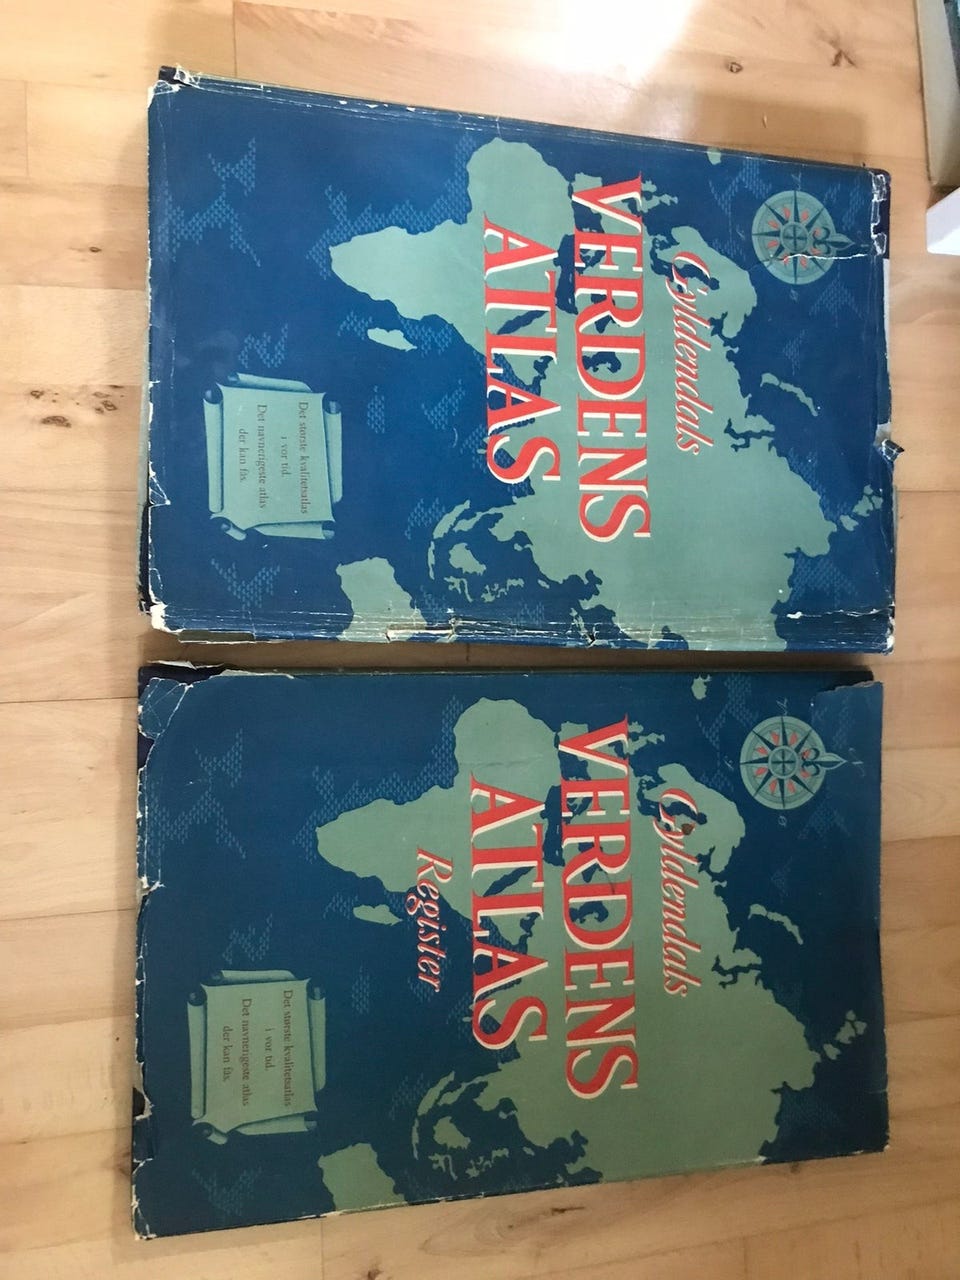 Gyldendals
VERDENS
ATLAS
Det største kvalitetsatlas
i vor tid.
Det navnerigeste atlas
der kan fås.
Gyldendals
VERDENS
ATLAS
Register
Det største kvalitetsatlas
i vor tid.
Det navnerigeste atlas
der kan fås.